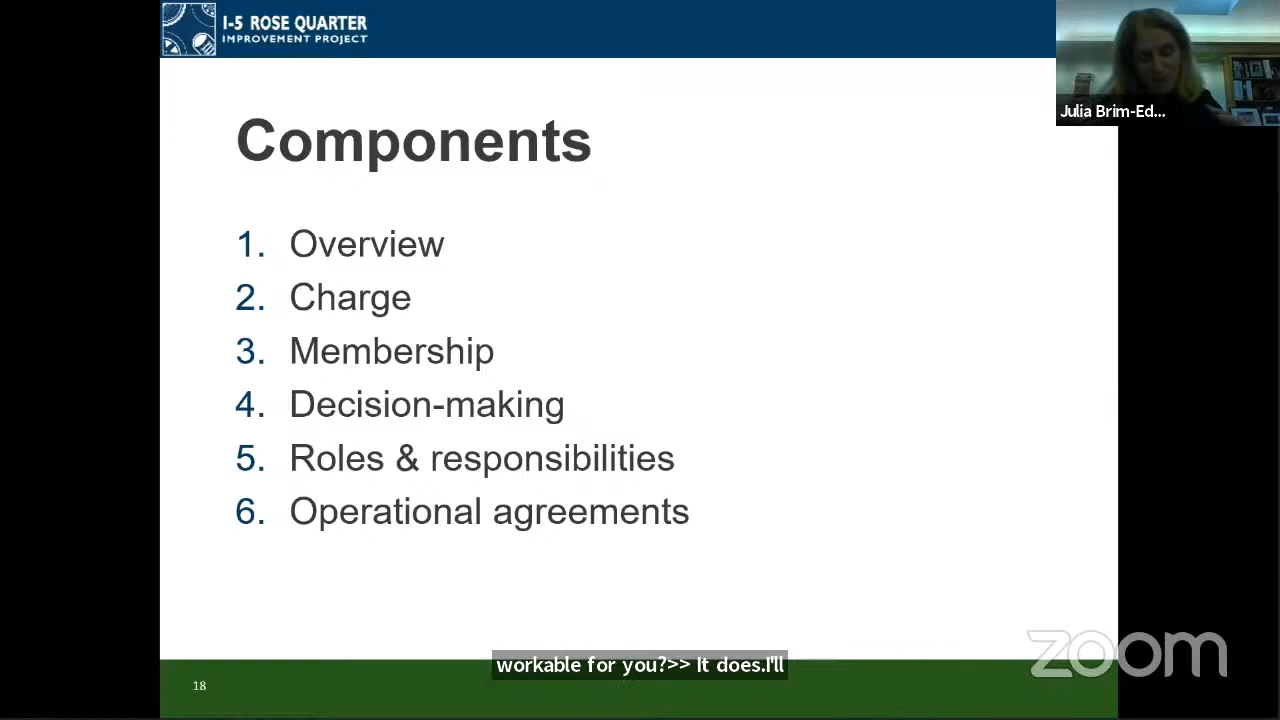 I-5 ROSE QUARTER
IMPROVEMENT PROJECT
Julia Brim-Ed...
Components
1. Overview
2. Charge
3. Membership
4. Decision-making
5. Roles & responsibilities
6. Operational agreements
workable for you?>> It does.I'll
zoom
18